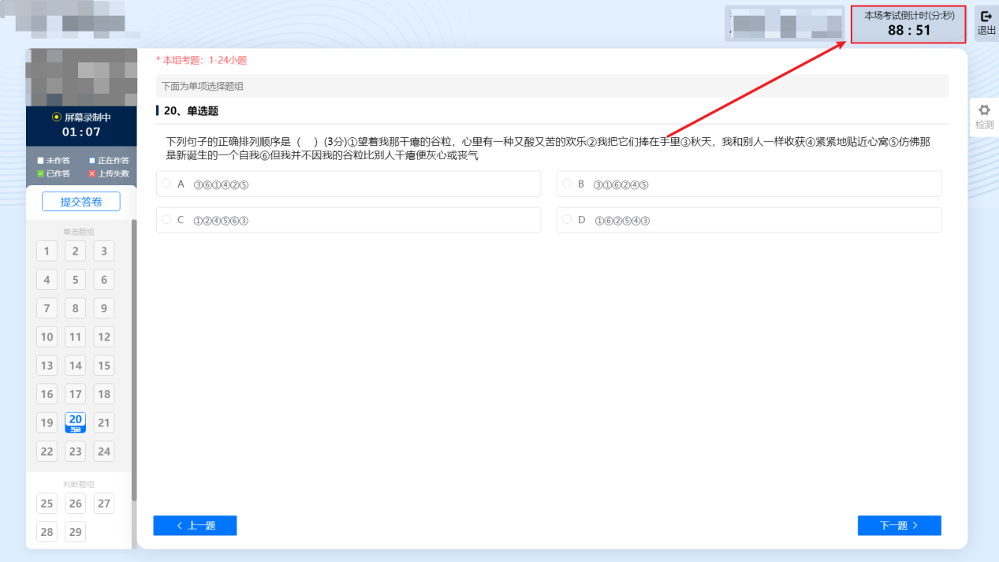 本场考试倒计时(分:秒)
88 : 51
退出
检测
屏幕录制中
01:07
未作答 正在作答
已作答 上传失败
提交答卷
单选题组
1 2 3
4 5 6
7 8 9
10 11 12
13 14 15
16 17 18
19 20 21
当前
22 23 24
判断题组
25 26 27
28 29
* 本组考题：1-24小题
下面为单项选择题组
20、单选题
下列句子的正确排列顺序是（ ）(3分)①望着我那干瘪的谷粒，心里有一种又酸又苦的欢乐②我把它们捧在手里③秋天，我和别人一样收获④紧紧地贴近心窝⑤仿佛那
是新诞生的一个自我⑥但我并不因我的谷粒比别人干瘪便灰心或丧气
A ③⑥①④②⑤
B ③①⑥②④⑤
C ①②④⑤⑥③
D ①⑥②⑤④③
< 上一题
下一题 >